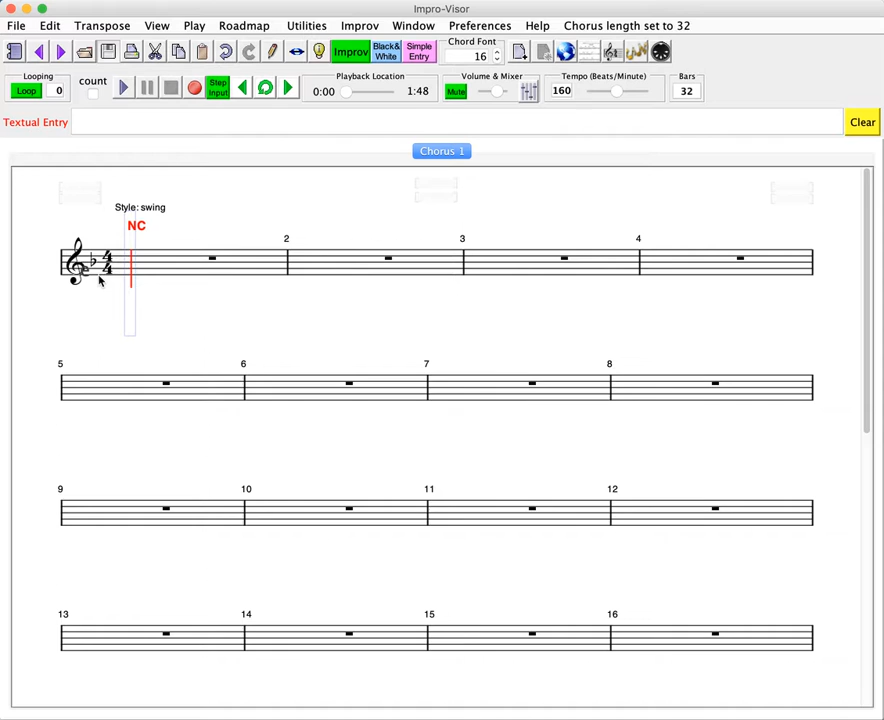 Impro-Visor
File Edit Transpose View Play Roadmap Utilities Improv Window Preferences Help Chorus length set to 32
Improv Black& White Simple Entry Chord Font 16
Looping Loop 0 count Step Input Playback Location 0:00 1:48 Volume & Mixer Mute Tempo (Beats/Minute) 160 Bars 32
Textual Entry Clear
Chorus 1
Style: swing
NC
2 3 4
4
4
5 6 7 8
9 10 11 12
13 14 15 16